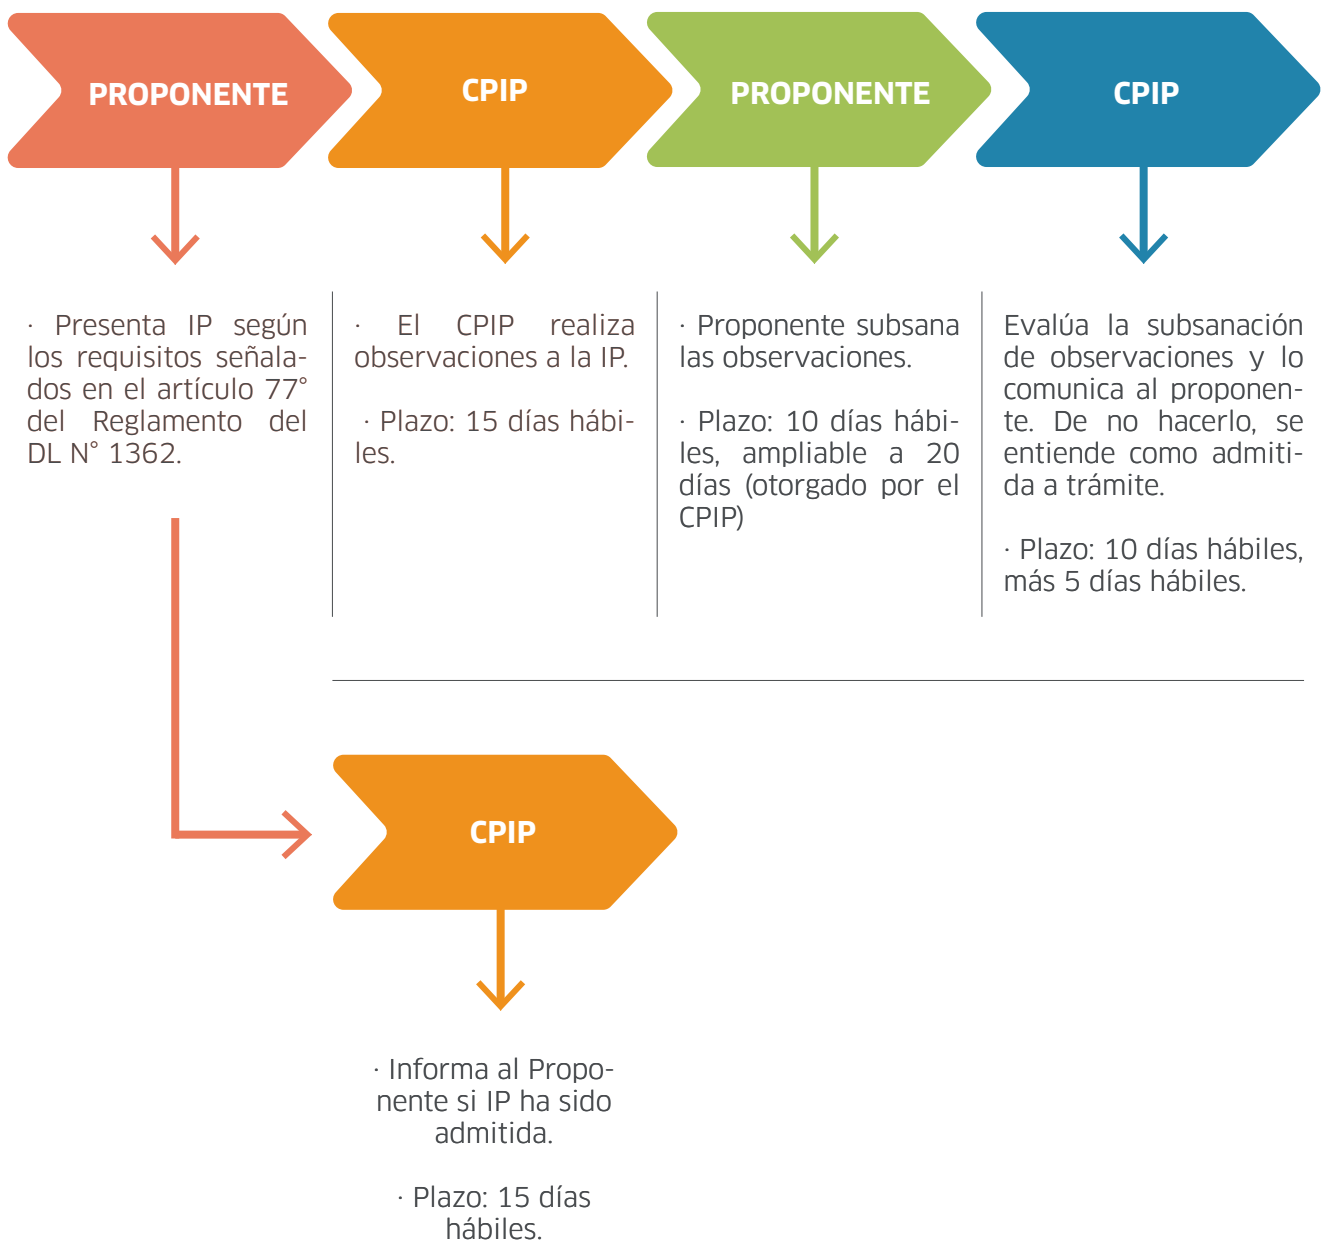 PROPONENTE
CPIP
PROPONENTE
CPIP
· Presenta IP según
los requisitos señala-
dos en el artículo 77°
del Reglamento del
DL N° 1362.
· El CPIP realiza
observaciones a la IP.
· Plazo: 15 días hábi-
les.
· Proponente subsana
las observaciones.
· Plazo: 10 días hábi-
les, ampliable a 20
días (otorgado por el
CPIP)
Evalúa la subsanación
de observaciones y lo
comunica al proponen-
te. De no hacerlo, se
entiende como admiti-
da a trámite.
· Plazo: 10 días hábiles,
más 5 días hábiles.
CPIP
· Informa al Propo-
nente si IP ha sido
admitida.
· Plazo: 15 días
hábiles.